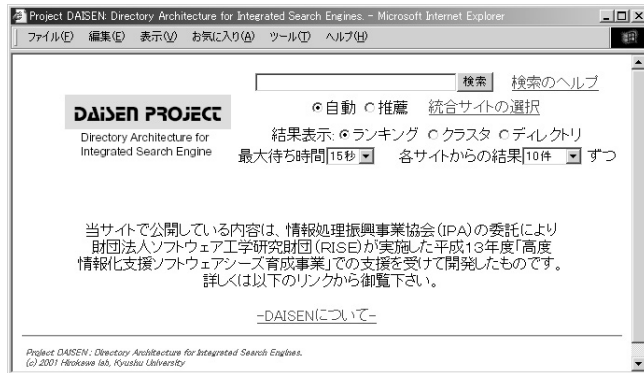 Project DAISEN: Directory Architecture for Integrated Search Engines. - Microsoft Internet Explorer
ファイル(F) 編集(E) 表示(V) お気に入り(A) ツール(T) ヘルプ(H)
検索 検索のヘルプ
自動 推薦 統合サイトの選択
DAiSEN PROJECT
Directory Architecture for
Integrated Search Engine
結果表示: ランキング クラスタ ディレクトリ
最大待ち時間 15秒 各サイトからの結果 10件 ずつ
当サイトで公開している内容は、情報処理振興事業協会(IPA)の委託により
財団法人ソフトウェア工学研究財団(RISE)が実施した平成13年度「高度
情報化支援ソフトウェアシーズ育成事業」での支援を受けて開発したものです。
詳しくは以下のリンクから御覧下さい。
-DAISENについて-
Project DAISEN : Directory Architecture for Integrated Search Engines.
(c) 2001 Hirokawa lab, Kyushu University